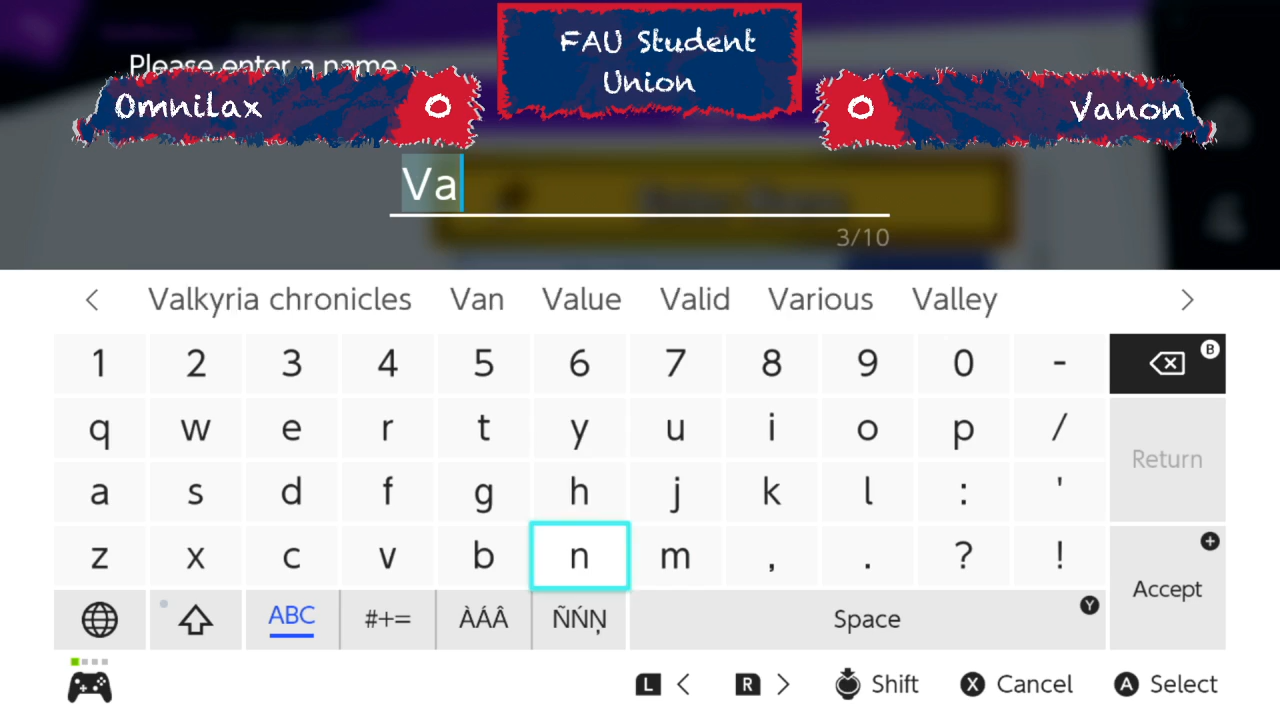 FAU Student
Union
Please enter a name.
Omnilax 0
0 Vanon
Va
3/10
Valkyria chronicles Van Value Valid Various Valley
1 2 3 4 5 6 7 8 9 0 -
B
q w e r t y u i o p /
Return
a s d f g h j k l : '
z x c v b n m , . ? !
+
Accept
ABC #+= ÀÁÂ ÑŃŅ Space Y
L < R > Shift X Cancel A Select